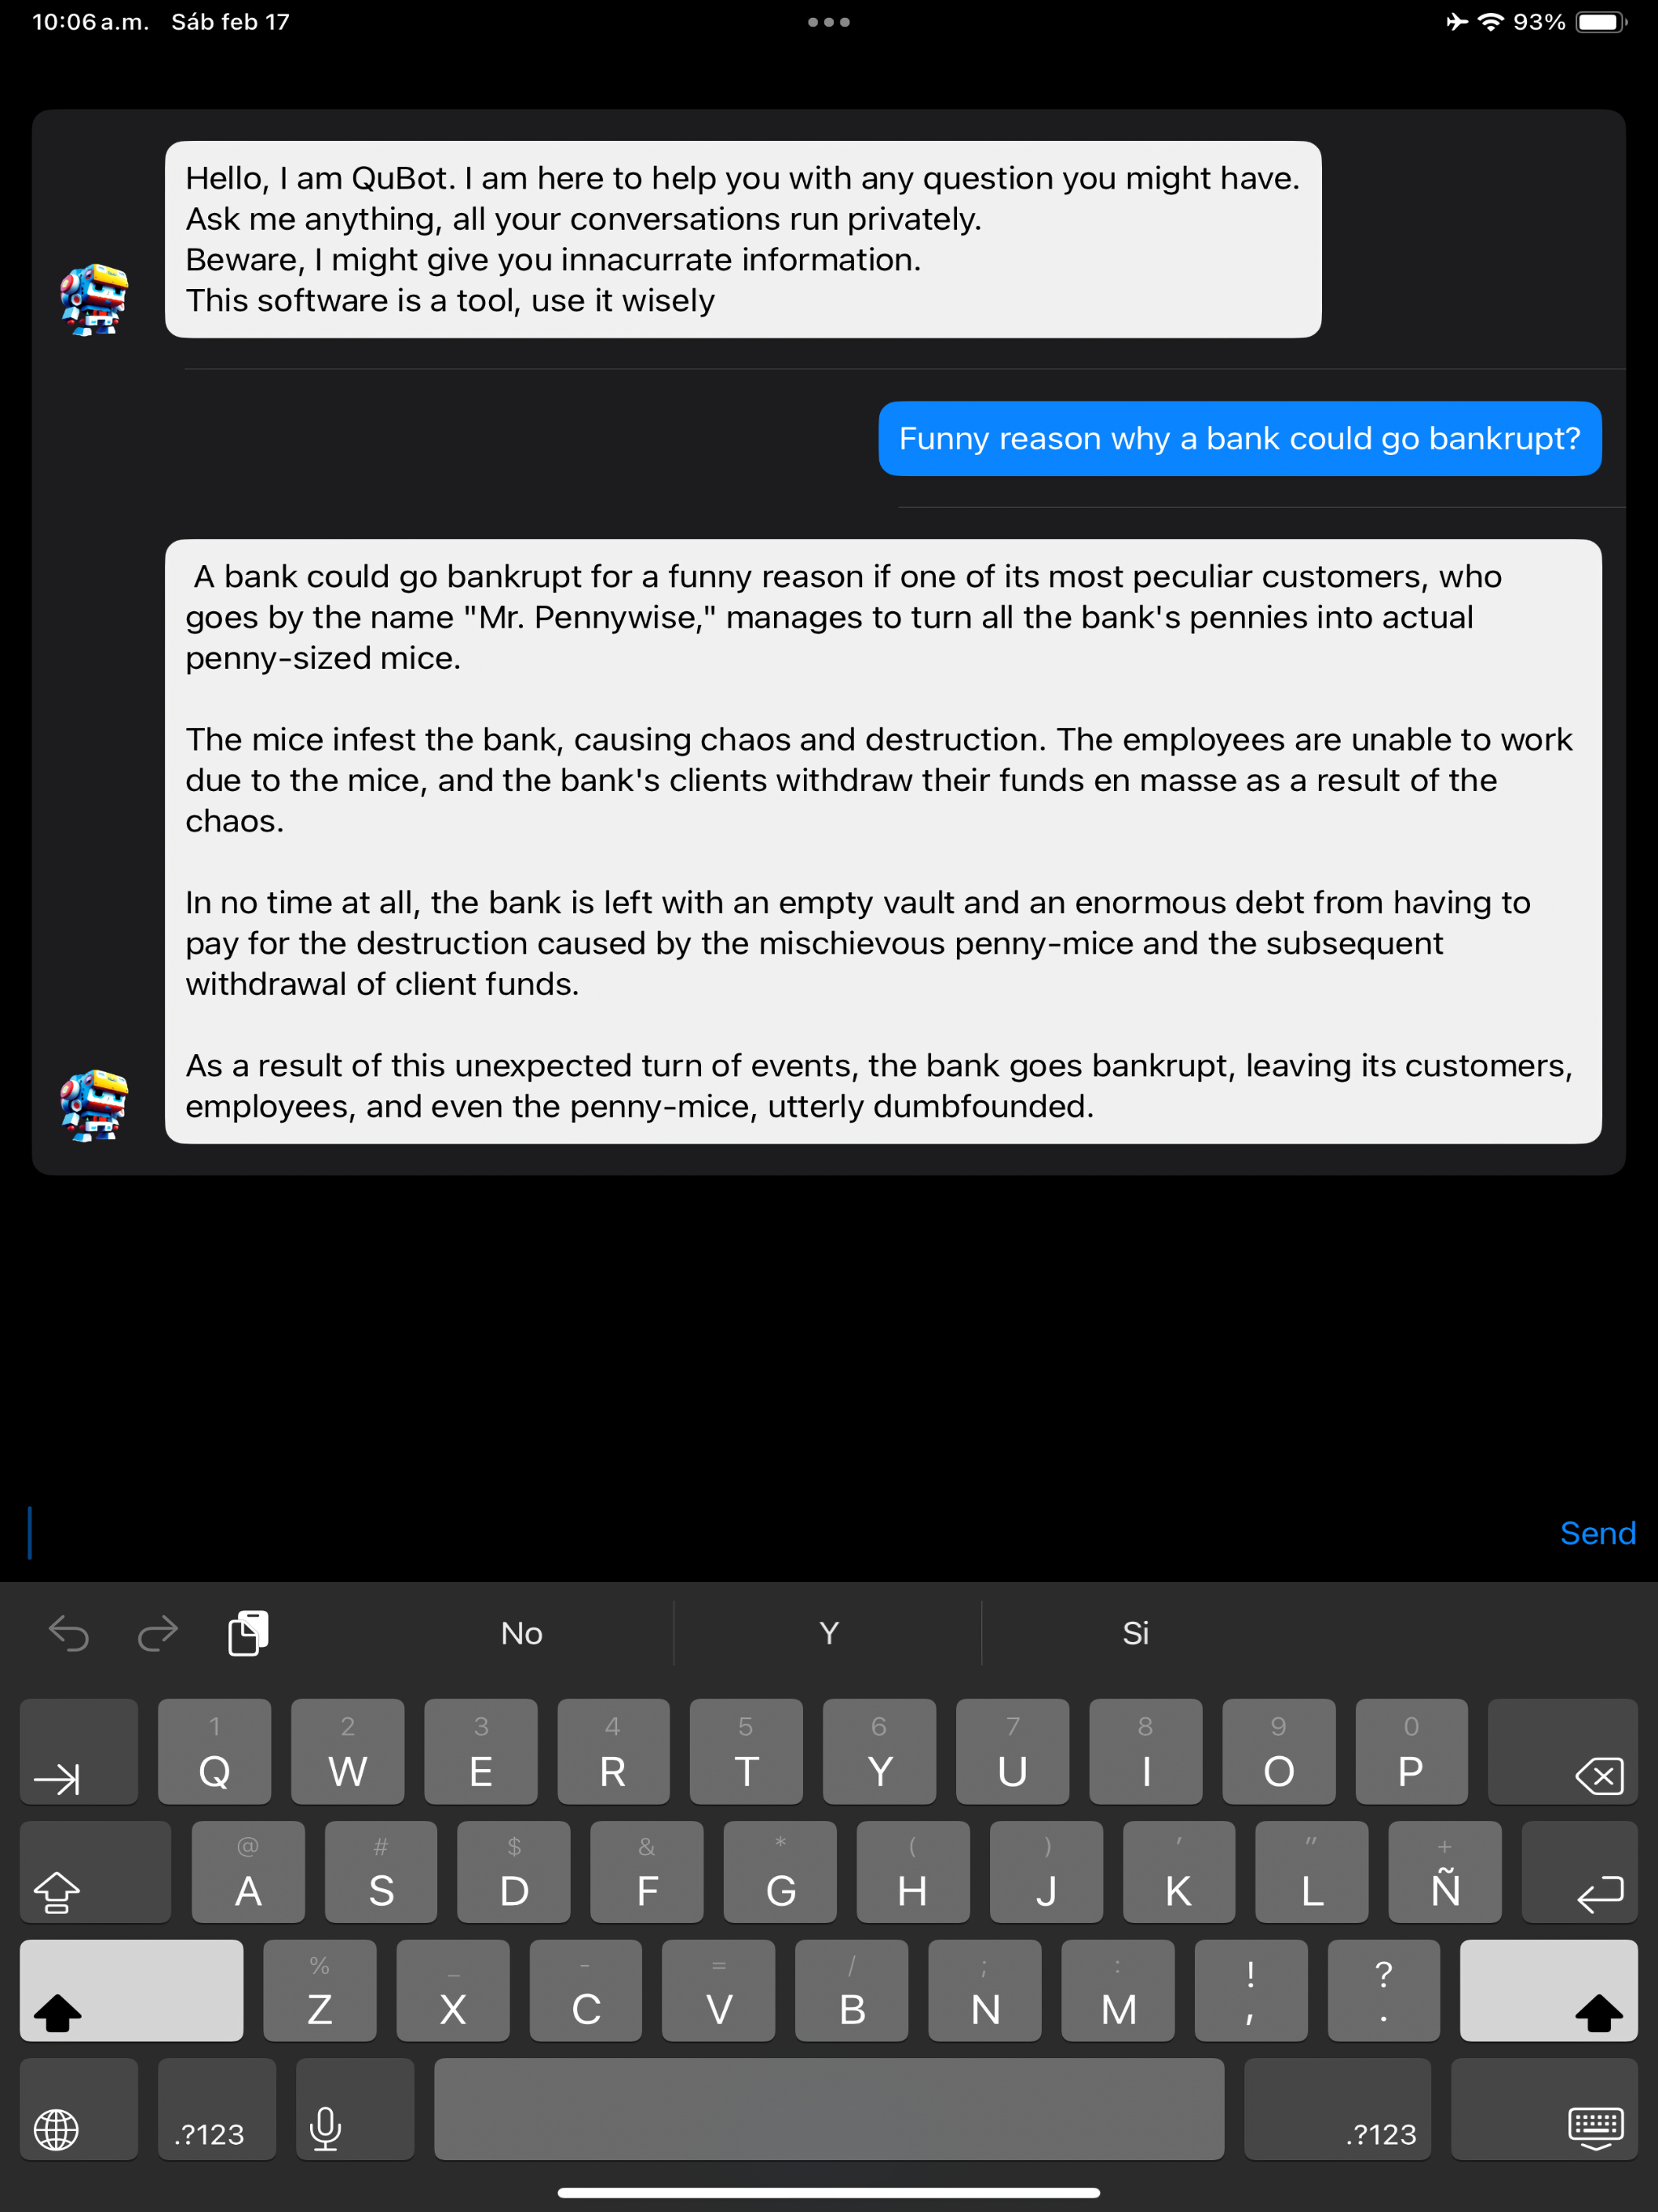 10:06 a.m. Sáb feb 17
93%
Hello, I am QuBot. I am here to help you with any question you might have.
Ask me anything, all your conversations run privately.
Beware, I might give you innacurrate information.
This software is a tool, use it wisely
Funny reason why a bank could go bankrupt?
A bank could go bankrupt for a funny reason if one of its most peculiar customers, who
goes by the name "Mr. Pennywise," manages to turn all the bank's pennies into actual
penny-sized mice.
The mice infest the bank, causing chaos and destruction. The employees are unable to work
due to the mice, and the bank's clients withdraw their funds en masse as a result of the
chaos.
In no time at all, the bank is left with an empty vault and an enormous debt from having to
pay for the destruction caused by the mischievous penny-mice and the subsequent
withdrawal of client funds.
As a result of this unexpected turn of events, the bank goes bankrupt, leaving its customers,
employees, and even the penny-mice, utterly dumbfounded.
Send
No Y Si
1 2 3 4 5 6 7 8 9 0
Q W E R T Y U I O P
@ # $ & * ( ) ' " +
A S D F G H J K L Ñ
% _ - = / ; : ! ?
Z X C V B N M , .
.?123 .?123